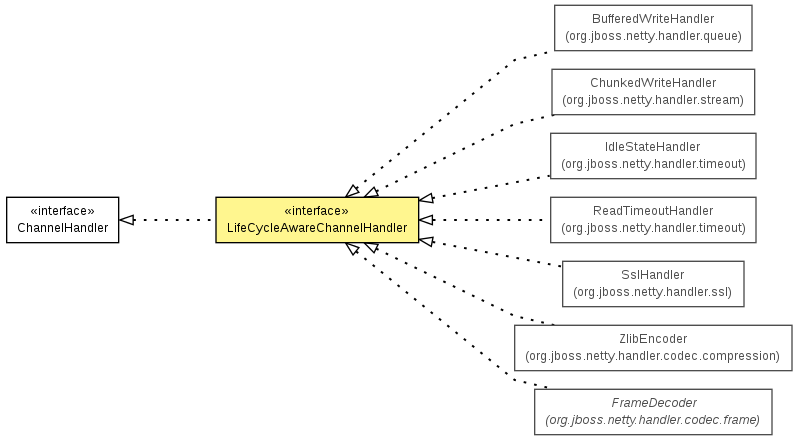 «interface»
ChannelHandler
«interface»
LifeCycleAwareChannelHandler
BufferedWriteHandler
(org.jboss.netty.handler.queue)
ChunkedWriteHandler
(org.jboss.netty.handler.stream)
IdleStateHandler
(org.jboss.netty.handler.timeout)
ReadTimeoutHandler
(org.jboss.netty.handler.timeout)
SslHandler
(org.jboss.netty.handler.ssl)
ZlibEncoder
(org.jboss.netty.handler.codec.compression)
FrameDecoder
(org.jboss.netty.handler.codec.frame)